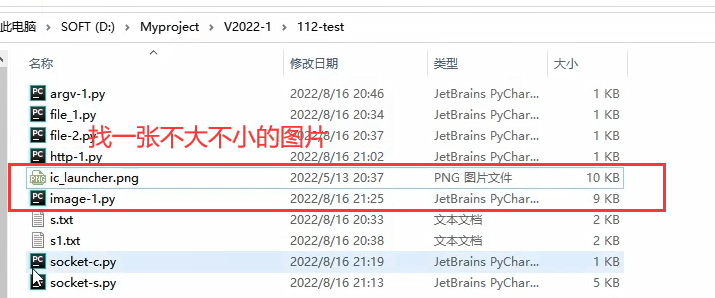 此电脑 > SOFT (D:) > Myproject > V2022-1 > 112-test
名称 修改日期 类型 大小
argv-1.py 2022/8/16 20:46 JetBrains PyChar... 1 KB
file_1.py 2022/8/16 20:34 JetBrains PyChar... 1 KB
file-2.py 2022/8/16 20:37 JetBrains PyChar... 1 KB
找一张不大不小的图片
http-1.py 2022/8/16 21:02 JetBrains PyChar... 1 KB
ic_launcher.png 2022/5/13 20:37 PNG 图片文件 10 KB
image-1.py 2022/8/16 21:25 JetBrains PyChar... 9 KB
s.txt 2022/8/16 20:33 文本文档 2 KB
s1.txt 2022/8/16 20:38 文本文档 2 KB
socket-c.py 2022/8/16 21:19 JetBrains PyChar... 1 KB
socket-s.py 2022/8/16 21:13 JetBrains PyChar... 5 KB